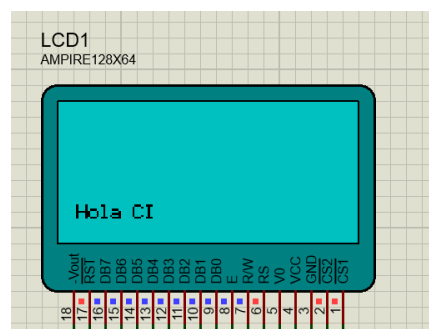 LCD1
AMPIRE128X64
Hola CI
-Vout
RST
DB7
DB6
DB5
DB4
DB3
DB2
DB1
DB0
E
R/W
RS
V0
VCC
GND
CS2
CS1
18
17
16
15
14
13
12
11
10
9
8
7
6
5
4
3
2
1